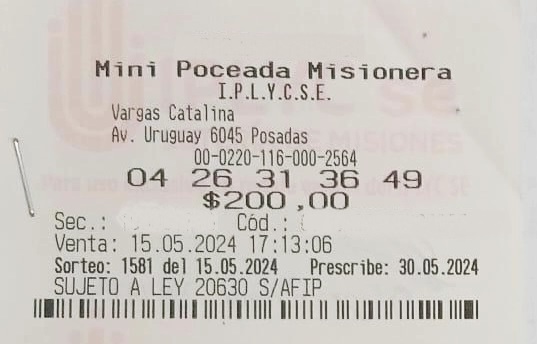 Mini Poceada Misionera
I.P.L.Y.C.S.E.
Vargas Catalina
Av. Uruguay 6045 Posadas
00-0220-116-000-2564
04 26 31 36 49
$200,00
Sec.: Cód.:
Venta: 15.05.2024 17:13:06
Sorteo: 1581 del 15.05.2024 Prescribe: 30.05.2024
SUJETO A LEY 20630 S/AFIP